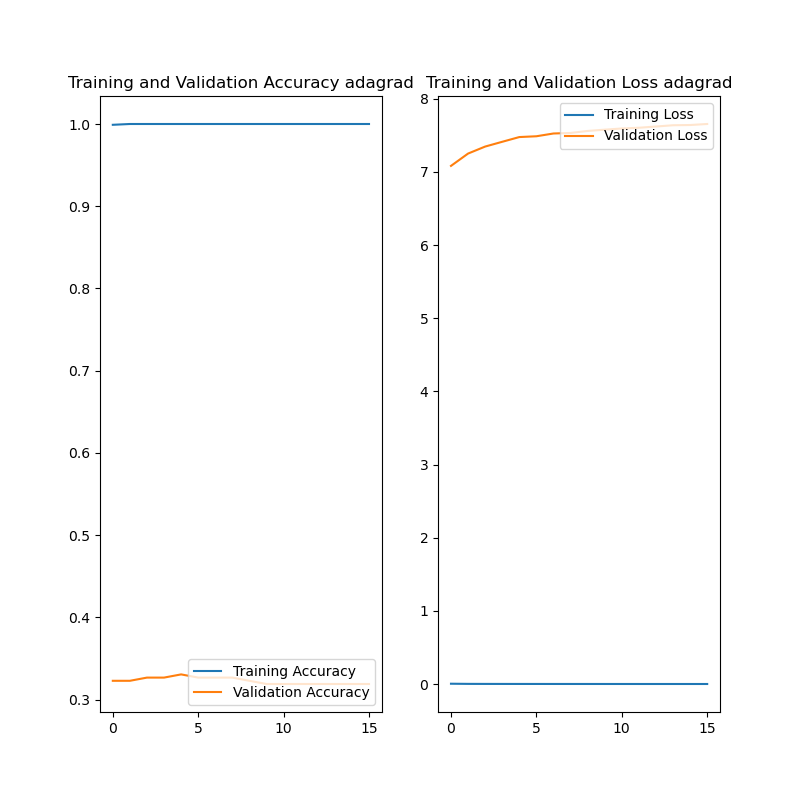 Training and Validation Accuracy adagrad
1.0
0.9
0.8
0.7
0.6
0.5
0.4
0.3
0 5 10 15
Training Accuracy
Validation Accuracy
Training and Validation Loss adagrad
8
7
6
5
4
3
2
1
0
0 5 10 15
Training Loss
Validation Loss